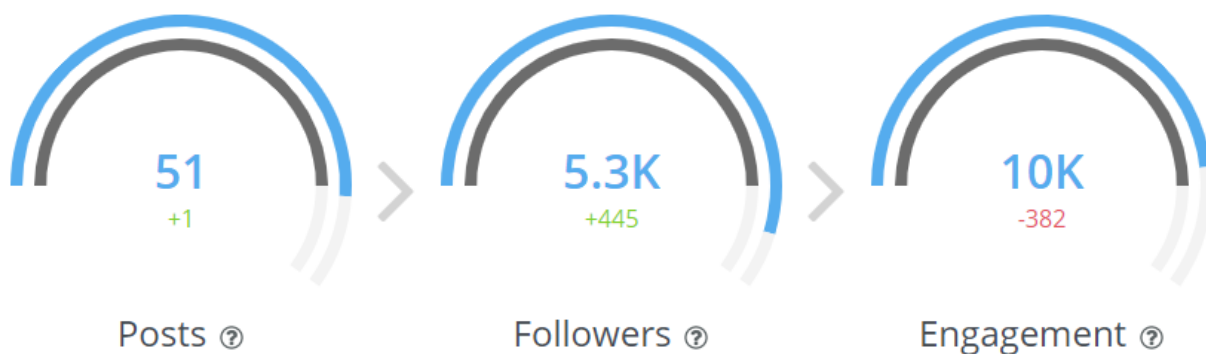 51
+1
Posts
5.3K
+445
Followers
10K
-382
Engagement